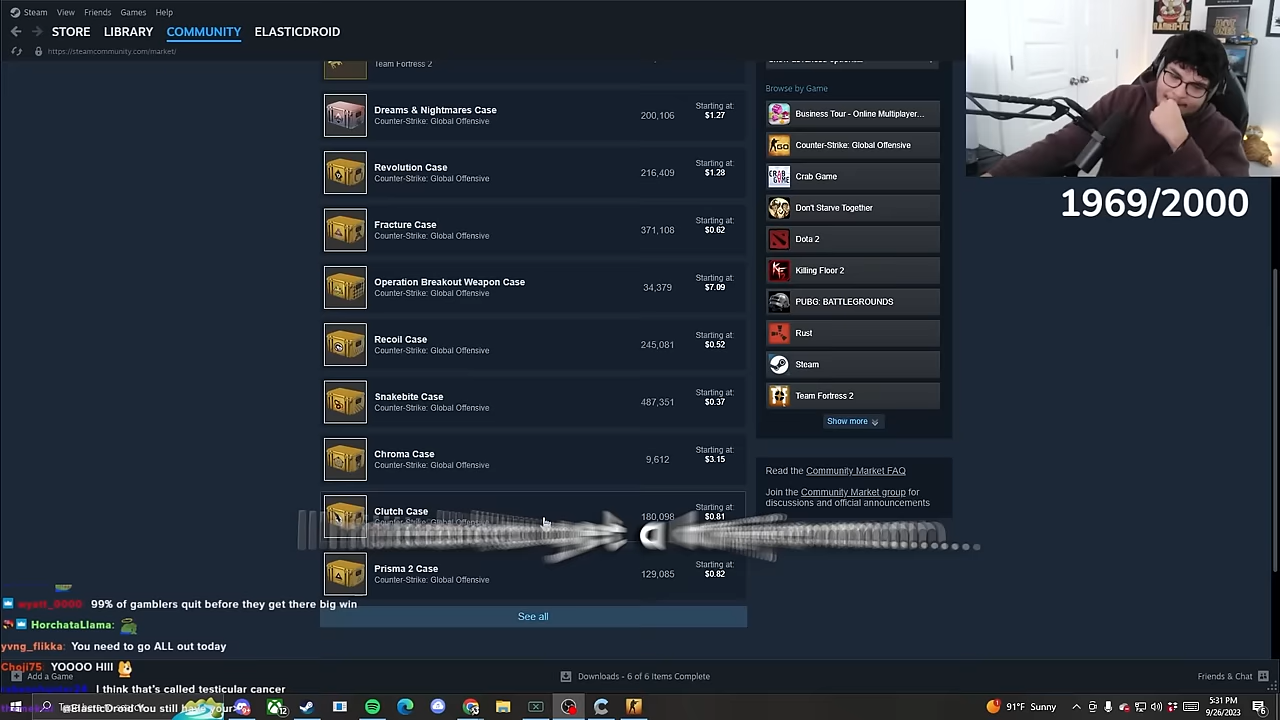 Steam View Friends Games Help
STORE LIBRARY COMMUNITY ELASTICDROID
https://steamcommunity.com/market/
Team Fortress 2
Dreams & Nightmares Case
Counter-Strike: Global Offensive
200,106
Starting at:
$1.27
Revolution Case
Counter-Strike: Global Offensive
216,409
Starting at:
$1.28
Fracture Case
Counter-Strike: Global Offensive
371,108
Starting at:
$0.62
Operation Breakout Weapon Case
Counter-Strike: Global Offensive
34,379
Starting at:
$7.09
Recoil Case
Counter-Strike: Global Offensive
245,081
Starting at:
$0.52
Snakebite Case
Counter-Strike: Global Offensive
487,351
Starting at:
$0.37
Chroma Case
Counter-Strike: Global Offensive
9,612
Starting at:
$3.15
Clutch Case
180,098
Starting at:
$0.81
Prisma 2 Case
Counter-Strike: Global Offensive
129,085
Starting at:
$0.82
See all
Browse by Game
Business Tour - Online Multiplayer...
Counter-Strike: Global Offensive
Crab Game
Don't Starve Together
Dota 2
Killing Floor 2
PUBG: BATTLEGROUNDS
Rust
Steam
Team Fortress 2
Show more
Read the Community Market FAQ
Join the Community Market group for
discussions and official announcements
1969/2000
wyatt_0000 99% of gamblers quit before they get there big win
HorchataLlama:
yvng_flikka: You need to go ALL out today
Choji75: YOOOO HIII
I think that's called testicular cancer
@ElasticDroid You still have your
Add a Game
Downloads - 6 of 6 Items Complete
Friends & Chat
91°F Sunny
5:31 PM
9/26/2023